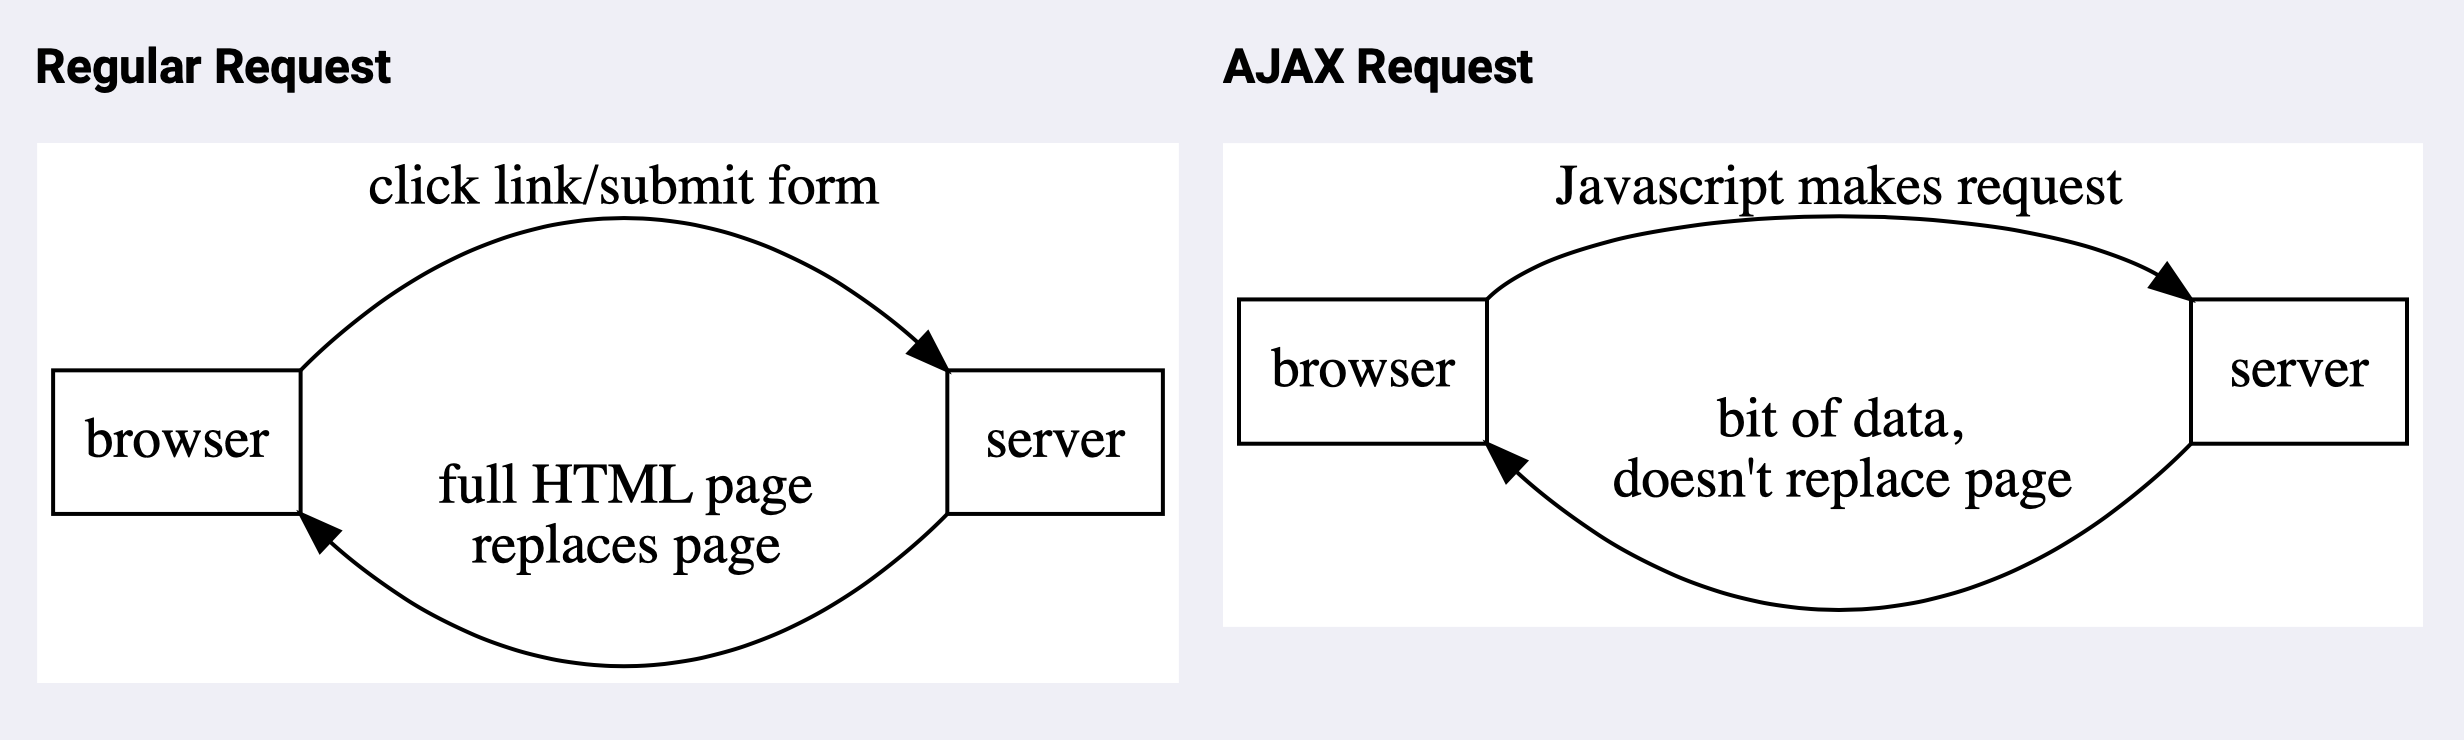 Regular Request
click link/submit form
browser
server
full HTML page
replaces page
AJAX Request
Javascript makes request
browser
server
bit of data,
doesn't replace page